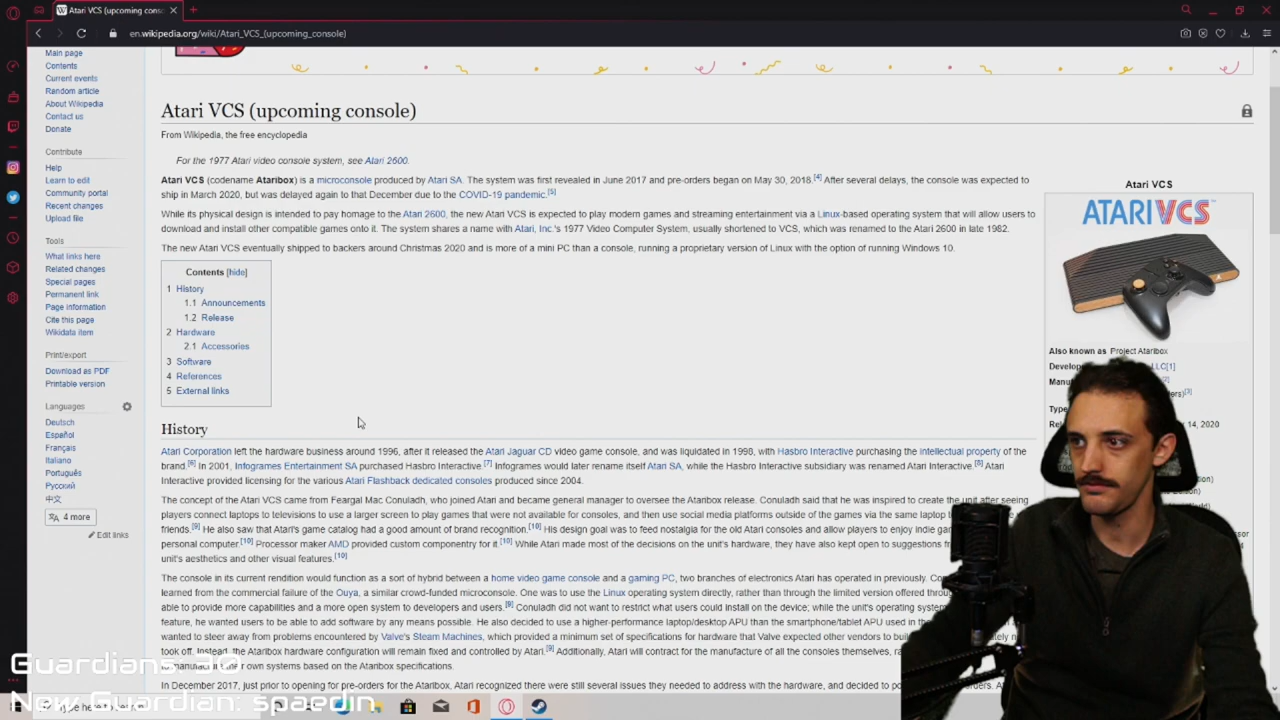 Atari VCS (upcoming conso
en.wikipedia.org/wiki/Atari_VCS_(upcoming_console)
Main page
Contents
Current events
Random article
About Wikipedia
Contact us
Donate
Contribute
Help
Learn to edit
Community portal
Recent changes
Upload file
Tools
What links here
Related changes
Special pages
Permanent link
Page information
Cite this page
Wikidata item
Print/export
Download as PDF
Printable version
Languages
Deutsch
Español
Français
Italiano
Português
Русский
中文
4 more
Edit links
Atari VCS (upcoming console)
From Wikipedia, the free encyclopedia
For the 1977 Atari video console system, see Atari 2600.
Atari VCS (codename Ataribox) is a microconsole produced by Atari SA. The system was first revealed in June 2017 and pre-orders began on May 30, 2018.[4] After several delays, the console was expected to
ship in March 2020, but was delayed again to that December due to the COVID-19 pandemic.[5]
While its physical design is intended to pay homage to the Atari 2600, the new Atari VCS is expected to play modern games and streaming entertainment via a Linux-based operating system that will allow users to
download and install other compatible games onto it. The system shares a name with Atari, Inc.'s 1977 Video Computer System, usually shortened to VCS, which was renamed to the Atari 2600 in late 1982.
The new Atari VCS eventually shipped to backers around Christmas 2020 and is more of a mini PC than a console, running a proprietary version of Linux with the option of running Windows 10.
Contents [hide]
1 History
1.1 Announcements
1.2 Release
2 Hardware
2.1 Accessories
3 Software
4 References
5 External links
History
Atari Corporation left the hardware business around 1996, after it released the Atari Jaguar CD video game console, and was liquidated in 1998, with Hasbro Interactive purchasing the intellectual property of the
brand.[6] In 2001, Infogrames Entertainment SA purchased Hasbro Interactive.[7] Infogrames would later rename itself Atari SA, while the Hasbro Interactive subsidiary was renamed Atari Interactive.[8] Atari
Interactive provided licensing for the various Atari Flashback dedicated consoles produced since 2004.
The concept of the Atari VCS came from Feargal Mac Conuladh, who joined Atari and became general manager to oversee the Ataribox release. Conuladh said that he was inspired to create the unit after seeing
players connect laptops to televisions to use a larger screen to play games that were not available for consoles, and then use social media platforms outside of the games via the same laptop
friends.[9] He also saw that Atari's game catalog had a good amount of brand recognition.[10] His design goal was to feed nostalgia for the old Atari consoles and allow players to enjoy indie ga
personal computer.[10] Processor maker AMD provided custom componentry for it.[10] While Atari made most of the decisions on the unit's hardware, they have also kept open to suggestions
unit's aesthetics and other visual features.[10]
The console in its current rendition would function as a sort of hybrid between a home video game console and a gaming PC, two branches of electronics Atari has operated in previously. Co
learned from the commercial failure of the Ouya, a similar crowd-funded microconsole. One was to use the Linux operating system directly, rather than through the limited version offered throu
able to provide more capabilities and a more open system to developers and users.[9] Conuladh did not want to restrict what users could install on the device; while the unit's operating syste
feature, he wanted users to be able to add software by any means possible. He also decided to use a higher-performance laptop/desktop APU than the smartphone/tablet APU used in the
wanted to steer away from problems encountered by Valve's Steam Machines, which provided a minimum set of specifications for hardware that Valve expected other vendors to buil
took off. Instead, the Ataribox hardware configuration will remain fixed and controlled by Atari.[9] Additionally, Atari will contract for the manufacture of all the consoles themselves, ra
to manufacture their own systems based on the Ataribox specifications.
In December 2017, just prior to opening for pre-orders for the Ataribox, Atari recognized there were still several issues they needed to address with the hardware, and decided to po
Atari VCS
ATARI VCS
Also known as Project Ataribox
Develop LLC[1]
Manu [2]
[3]
Type
Rel 14, 2020
Guardians: 30
New Guardian: spaedin